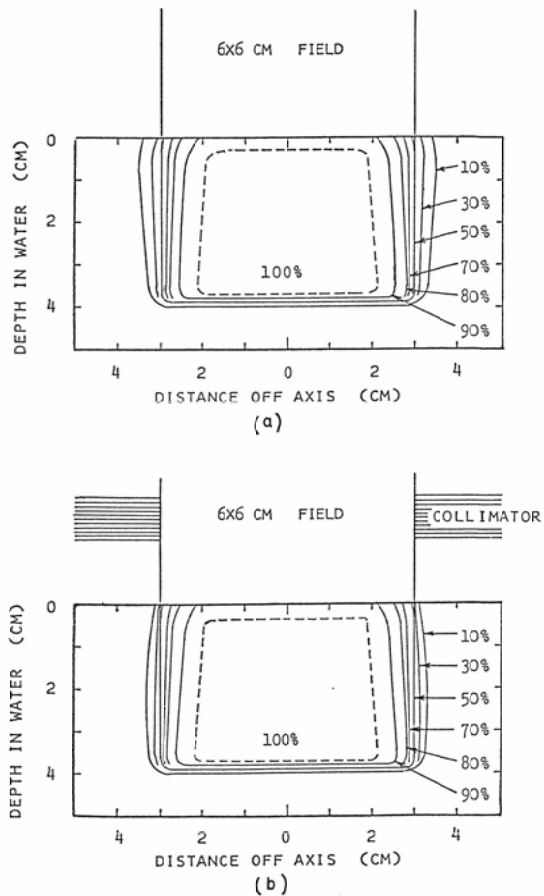 6X6 CM FIELD
0
2
4
DEPTH IN WATER (CM)
10%
30%
50%
70%
80%
90%
100%
4 2 0 2 4
DISTANCE OFF AXIS (CM)
(a)
6X6 CM FIELD
COLLIMATOR
0
2
4
DEPTH IN WATER (CM)
10%
30%
50%
70%
80%
90%
100%
4 2 0 2 4
DISTANCE OFF AXIS (CM)
(b)